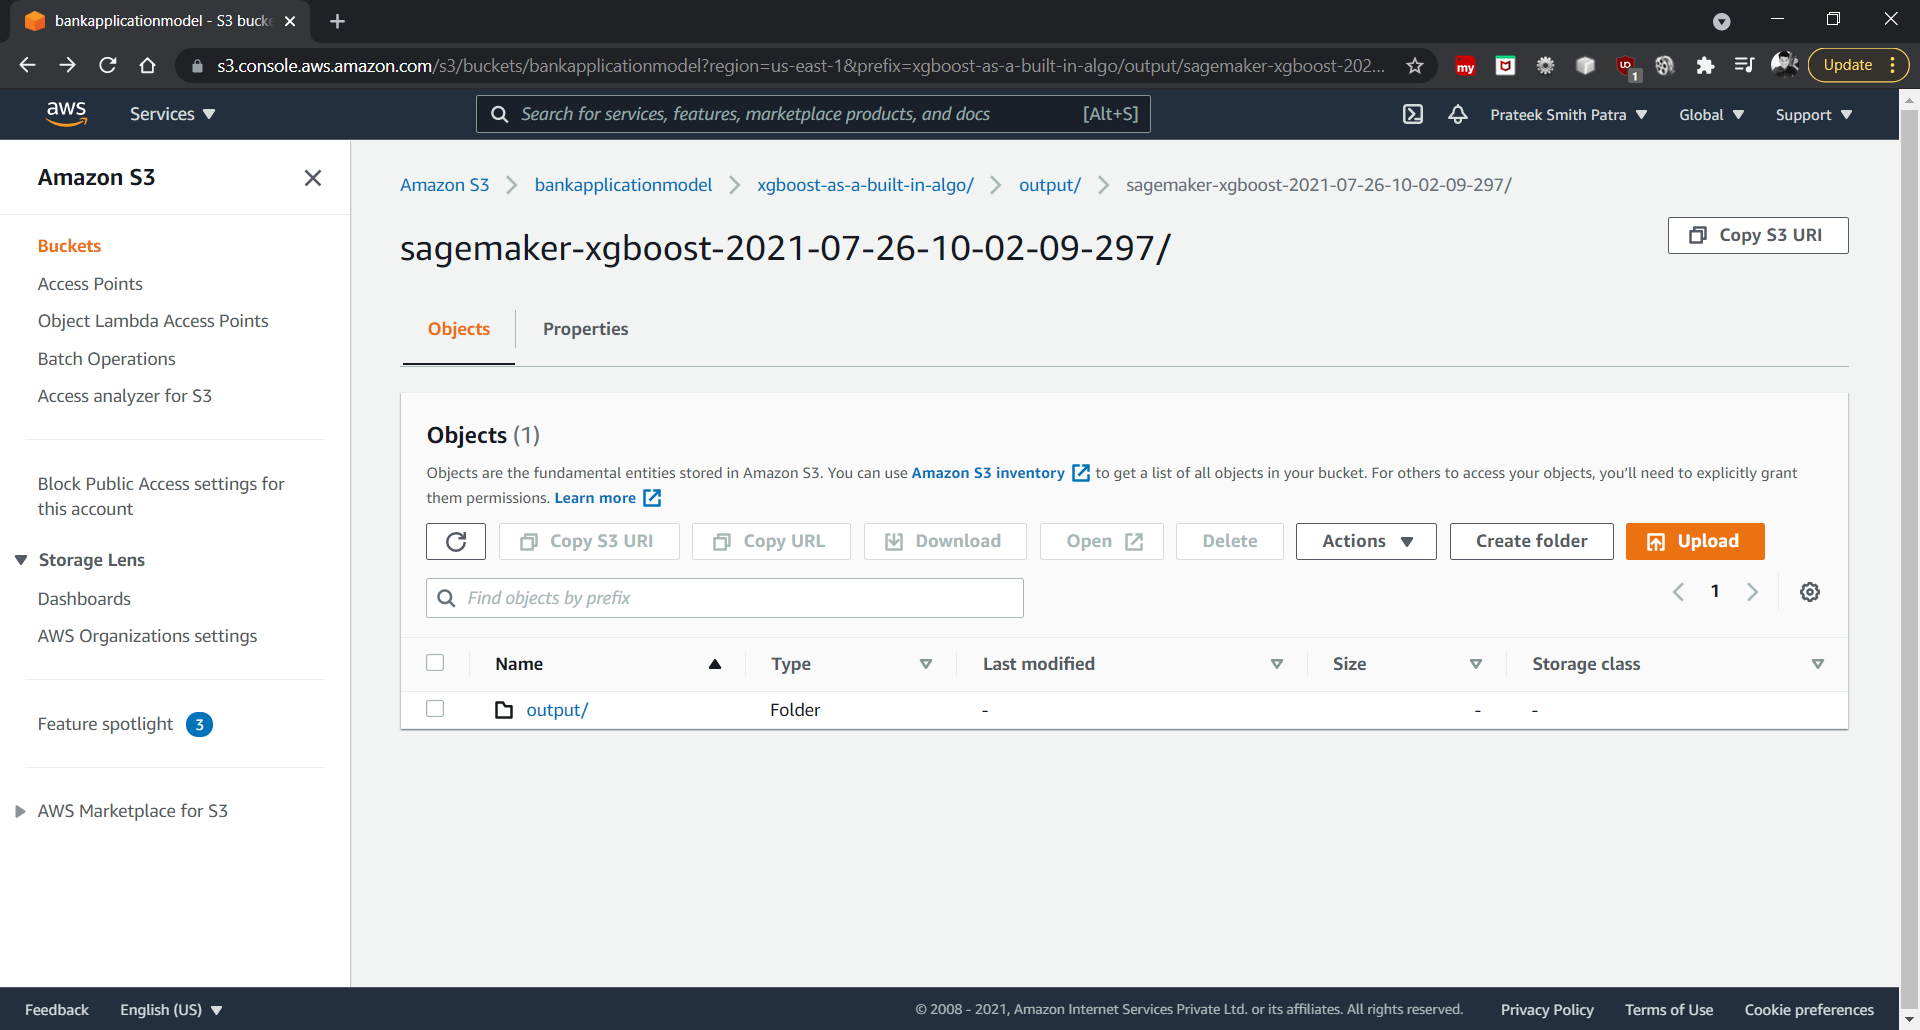 bankapplicationmodel - S3 bucke
s3.console.aws.amazon.com/s3/buckets/bankapplicationmodel?region=us-east-1&prefix=xgboost-as-a-built-in-algo/output/sagemaker-xgboost-202...
my
1
Update
aws
Services
Search for services, features, marketplace products, and docs
[Alt+S]
Prateek Smith Patra
Global
Support
Amazon S3
Buckets
Access Points
Object Lambda Access Points
Batch Operations
Access analyzer for S3
Block Public Access settings for
this account
Storage Lens
Dashboards
AWS Organizations settings
Feature spotlight 3
AWS Marketplace for S3
Amazon S3 > bankapplicationmodel > xgboost-as-a-built-in-algo/ > output/ > sagemaker-xgboost-2021-07-26-10-02-09-297/
sagemaker-xgboost-2021-07-26-10-02-09-297/
Copy S3 URI
Objects
Properties
Objects (1)
Objects are the fundamental entities stored in Amazon S3. You can use Amazon S3 inventory to get a list of all objects in your bucket. For others to access your objects, you’ll need to explicitly grant
them permissions. Learn more
Copy S3 URI
Copy URL
Download
Open
Delete
Actions
Create folder
Upload
Find objects by prefix
1
Name Type Last modified Size Storage class
output/ Folder - - -
Feedback
English (US)
© 2008 - 2021, Amazon Internet Services Private Ltd. or its affiliates. All rights reserved.
Privacy Policy
Terms of Use
Cookie preferences